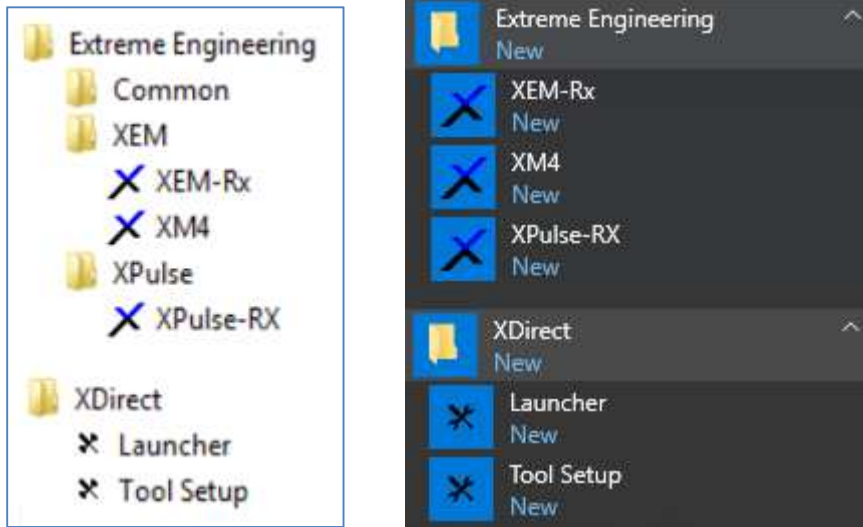 Extreme Engineering
Common
XEM
XEM-Rx
XM4
XPulse
XPulse-RX
XDirect
Launcher
Tool Setup
Extreme Engineering
New
XEM-Rx
New
XM4
New
XPulse-RX
New
XDirect
New
Launcher
New
Tool Setup
New